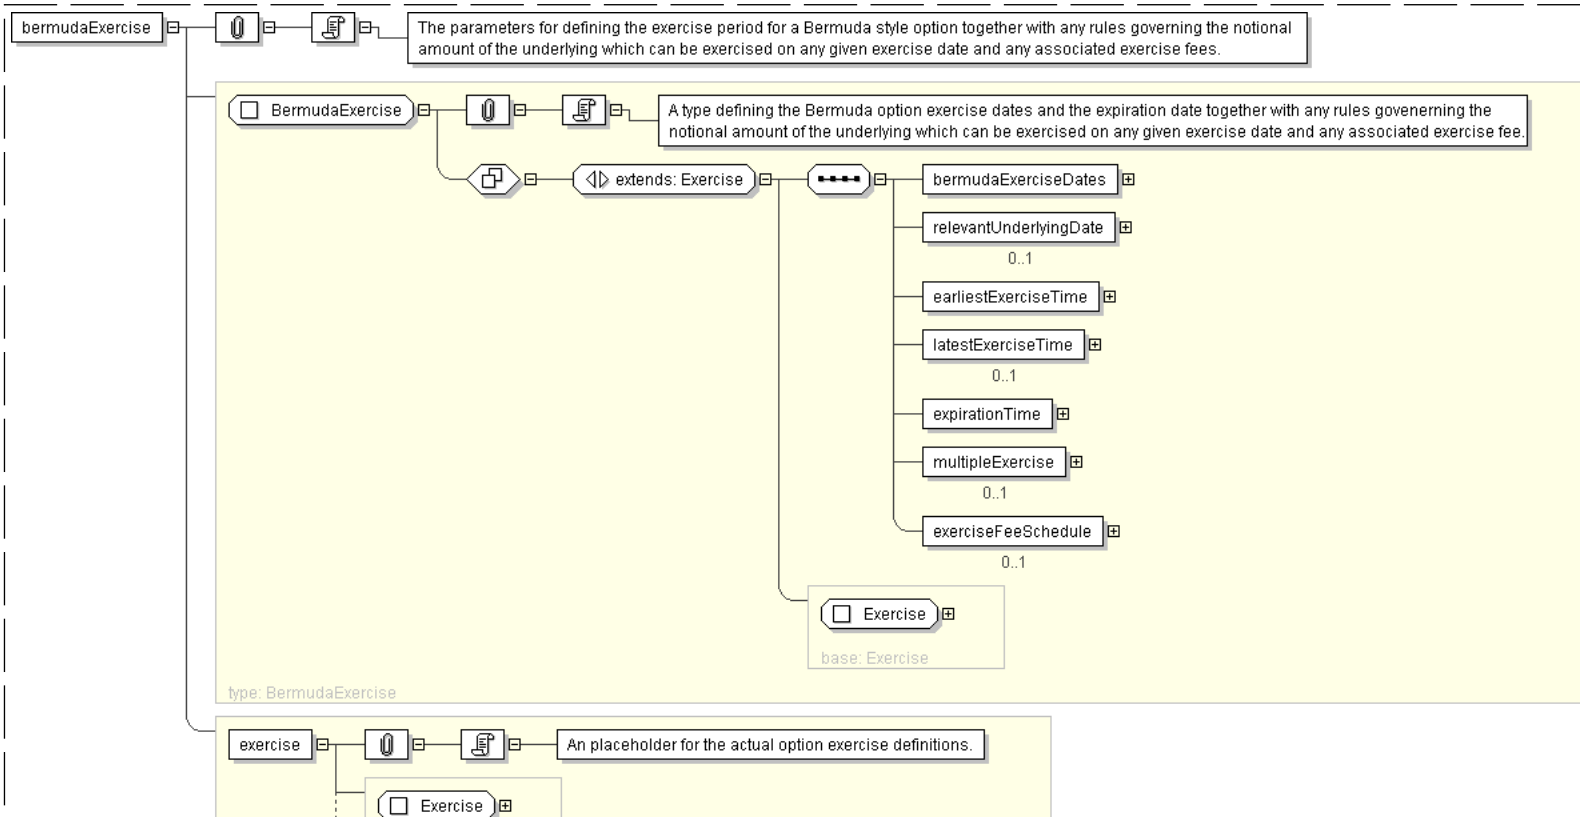 bermudaExercise
The parameters for defining the exercise period for a Bermuda style option together with any rules governing the notional
amount of the underlying which can be exercised on any given exercise date and any associated exercise fees.
BermudaExercise
A type defining the Bermuda option exercise dates and the expiration date together with any rules govenerning the
notional amount of the underlying which can be exercised on any given exercise date and any associated exercise fee.
extends: Exercise
bermudaExerciseDates
relevantUnderlyingDate
0..1
earliestExerciseTime
latestExerciseTime
0..1
expirationTime
multipleExercise
0..1
exerciseFeeSchedule
0..1
Exercise
base: Exercise
type: BermudaExercise
exercise
An placeholder for the actual option exercise definitions.
Exercise